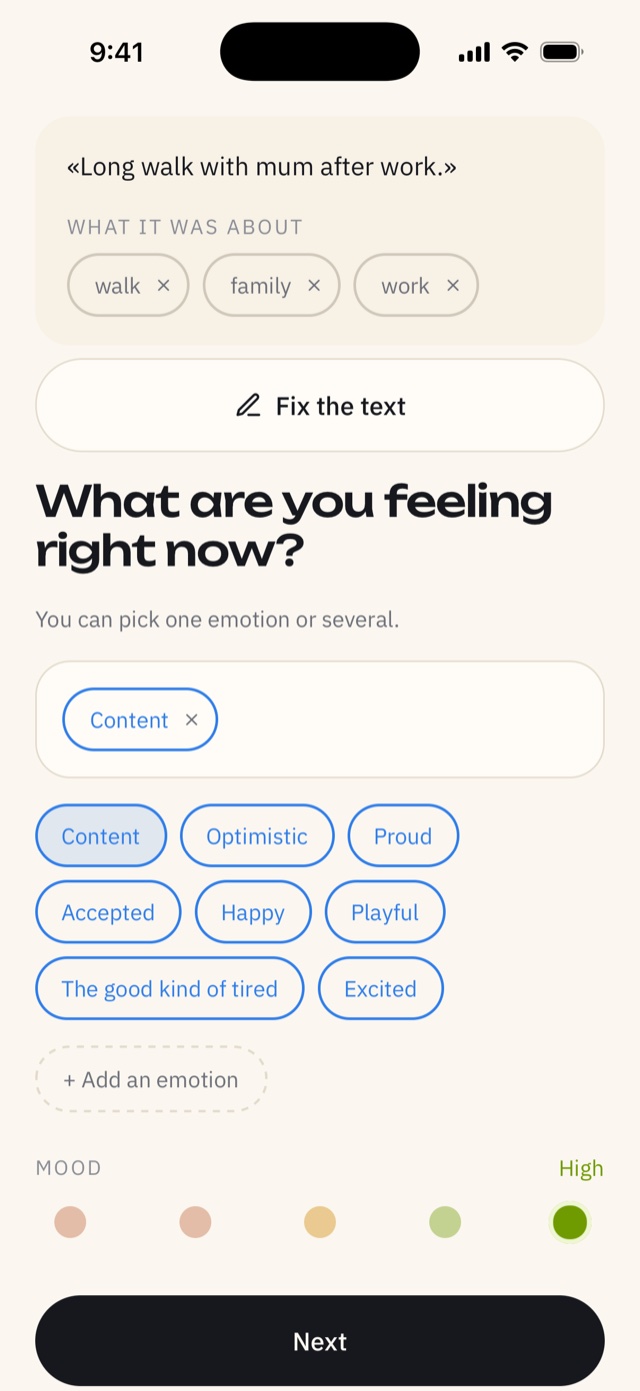 9:41
«Long walk with mum after work.»
WHAT IT WAS ABOUT
walk × family × work ×
Fix the text
What are you feeling
right now?
You can pick one emotion or several.
Content ×
Content Optimistic Proud
Accepted Happy Playful
The good kind of tired Excited
+ Add an emotion
MOOD High
Next